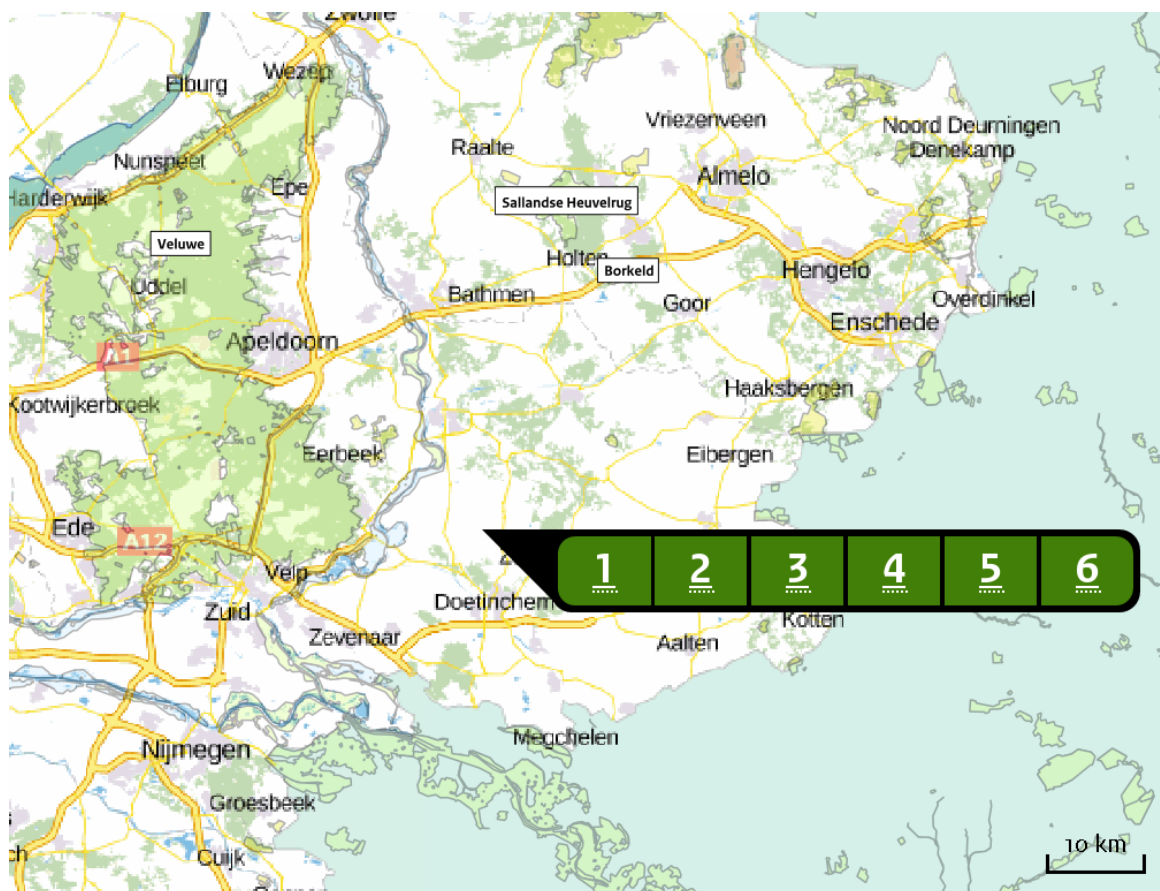 Zwolle
Wezep
Elburg
Vriezenveen
Noord Deurningen
Denekamp
Raalte
Nunspeet
Almelo
Epe
Harderwijk
Sallandse Heuvelrug
Veluwe
Holten
Borkeld
Hengelo
Uddel
Bathmen
Goor
Overdinkel
Enschede
Apeldoorn
A1
Haaksbergen
Kootwijkerbroek
Eerbeek
Eibergen
Ede
A12
Velp
1 2 3 4 5 6
Doetinchem
Zuid
Kotten
Zevenaar
Aalten
Megchelen
Nijmegen
Groesbeek
10 km
Cuijk